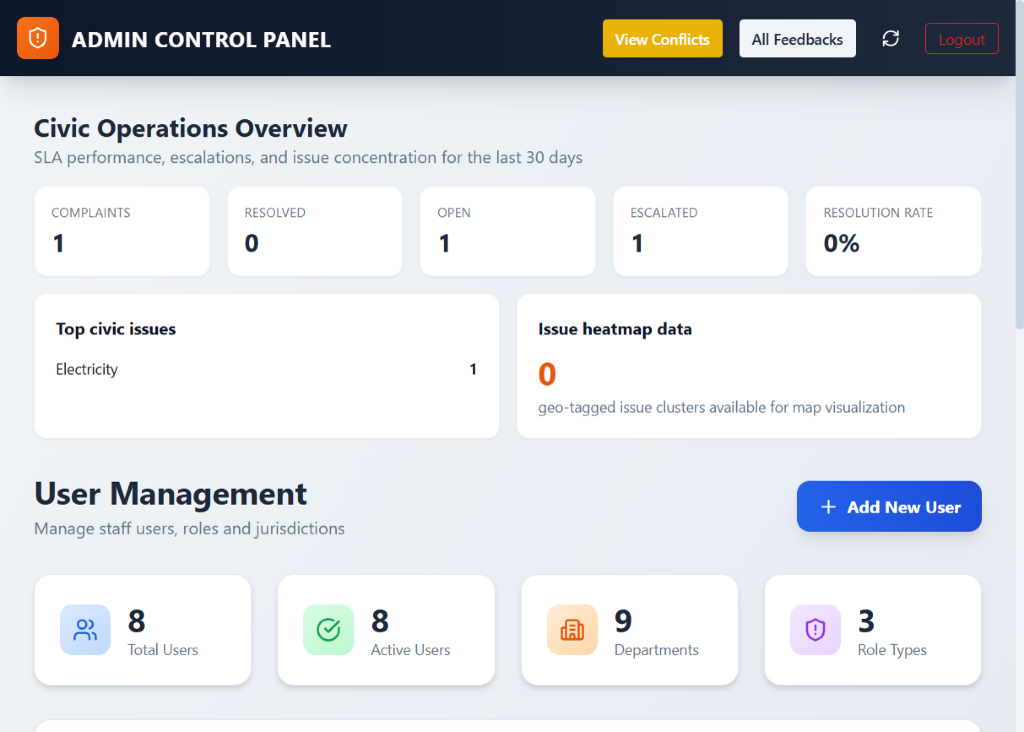 ADMIN CONTROL PANEL
View Conflicts
All Feedbacks
Logout
Civic Operations Overview
SLA performance, escalations, and issue concentration for the last 30 days
COMPLAINTS
1
RESOLVED
0
OPEN
1
ESCALATED
1
RESOLUTION RATE
0%
Top civic issues
Electricity 1
Issue heatmap data
0
geo-tagged issue clusters available for map visualization
User Management
Manage staff users, roles and jurisdictions
Add New User
8
Total Users
8
Active Users
9
Departments
3
Role Types